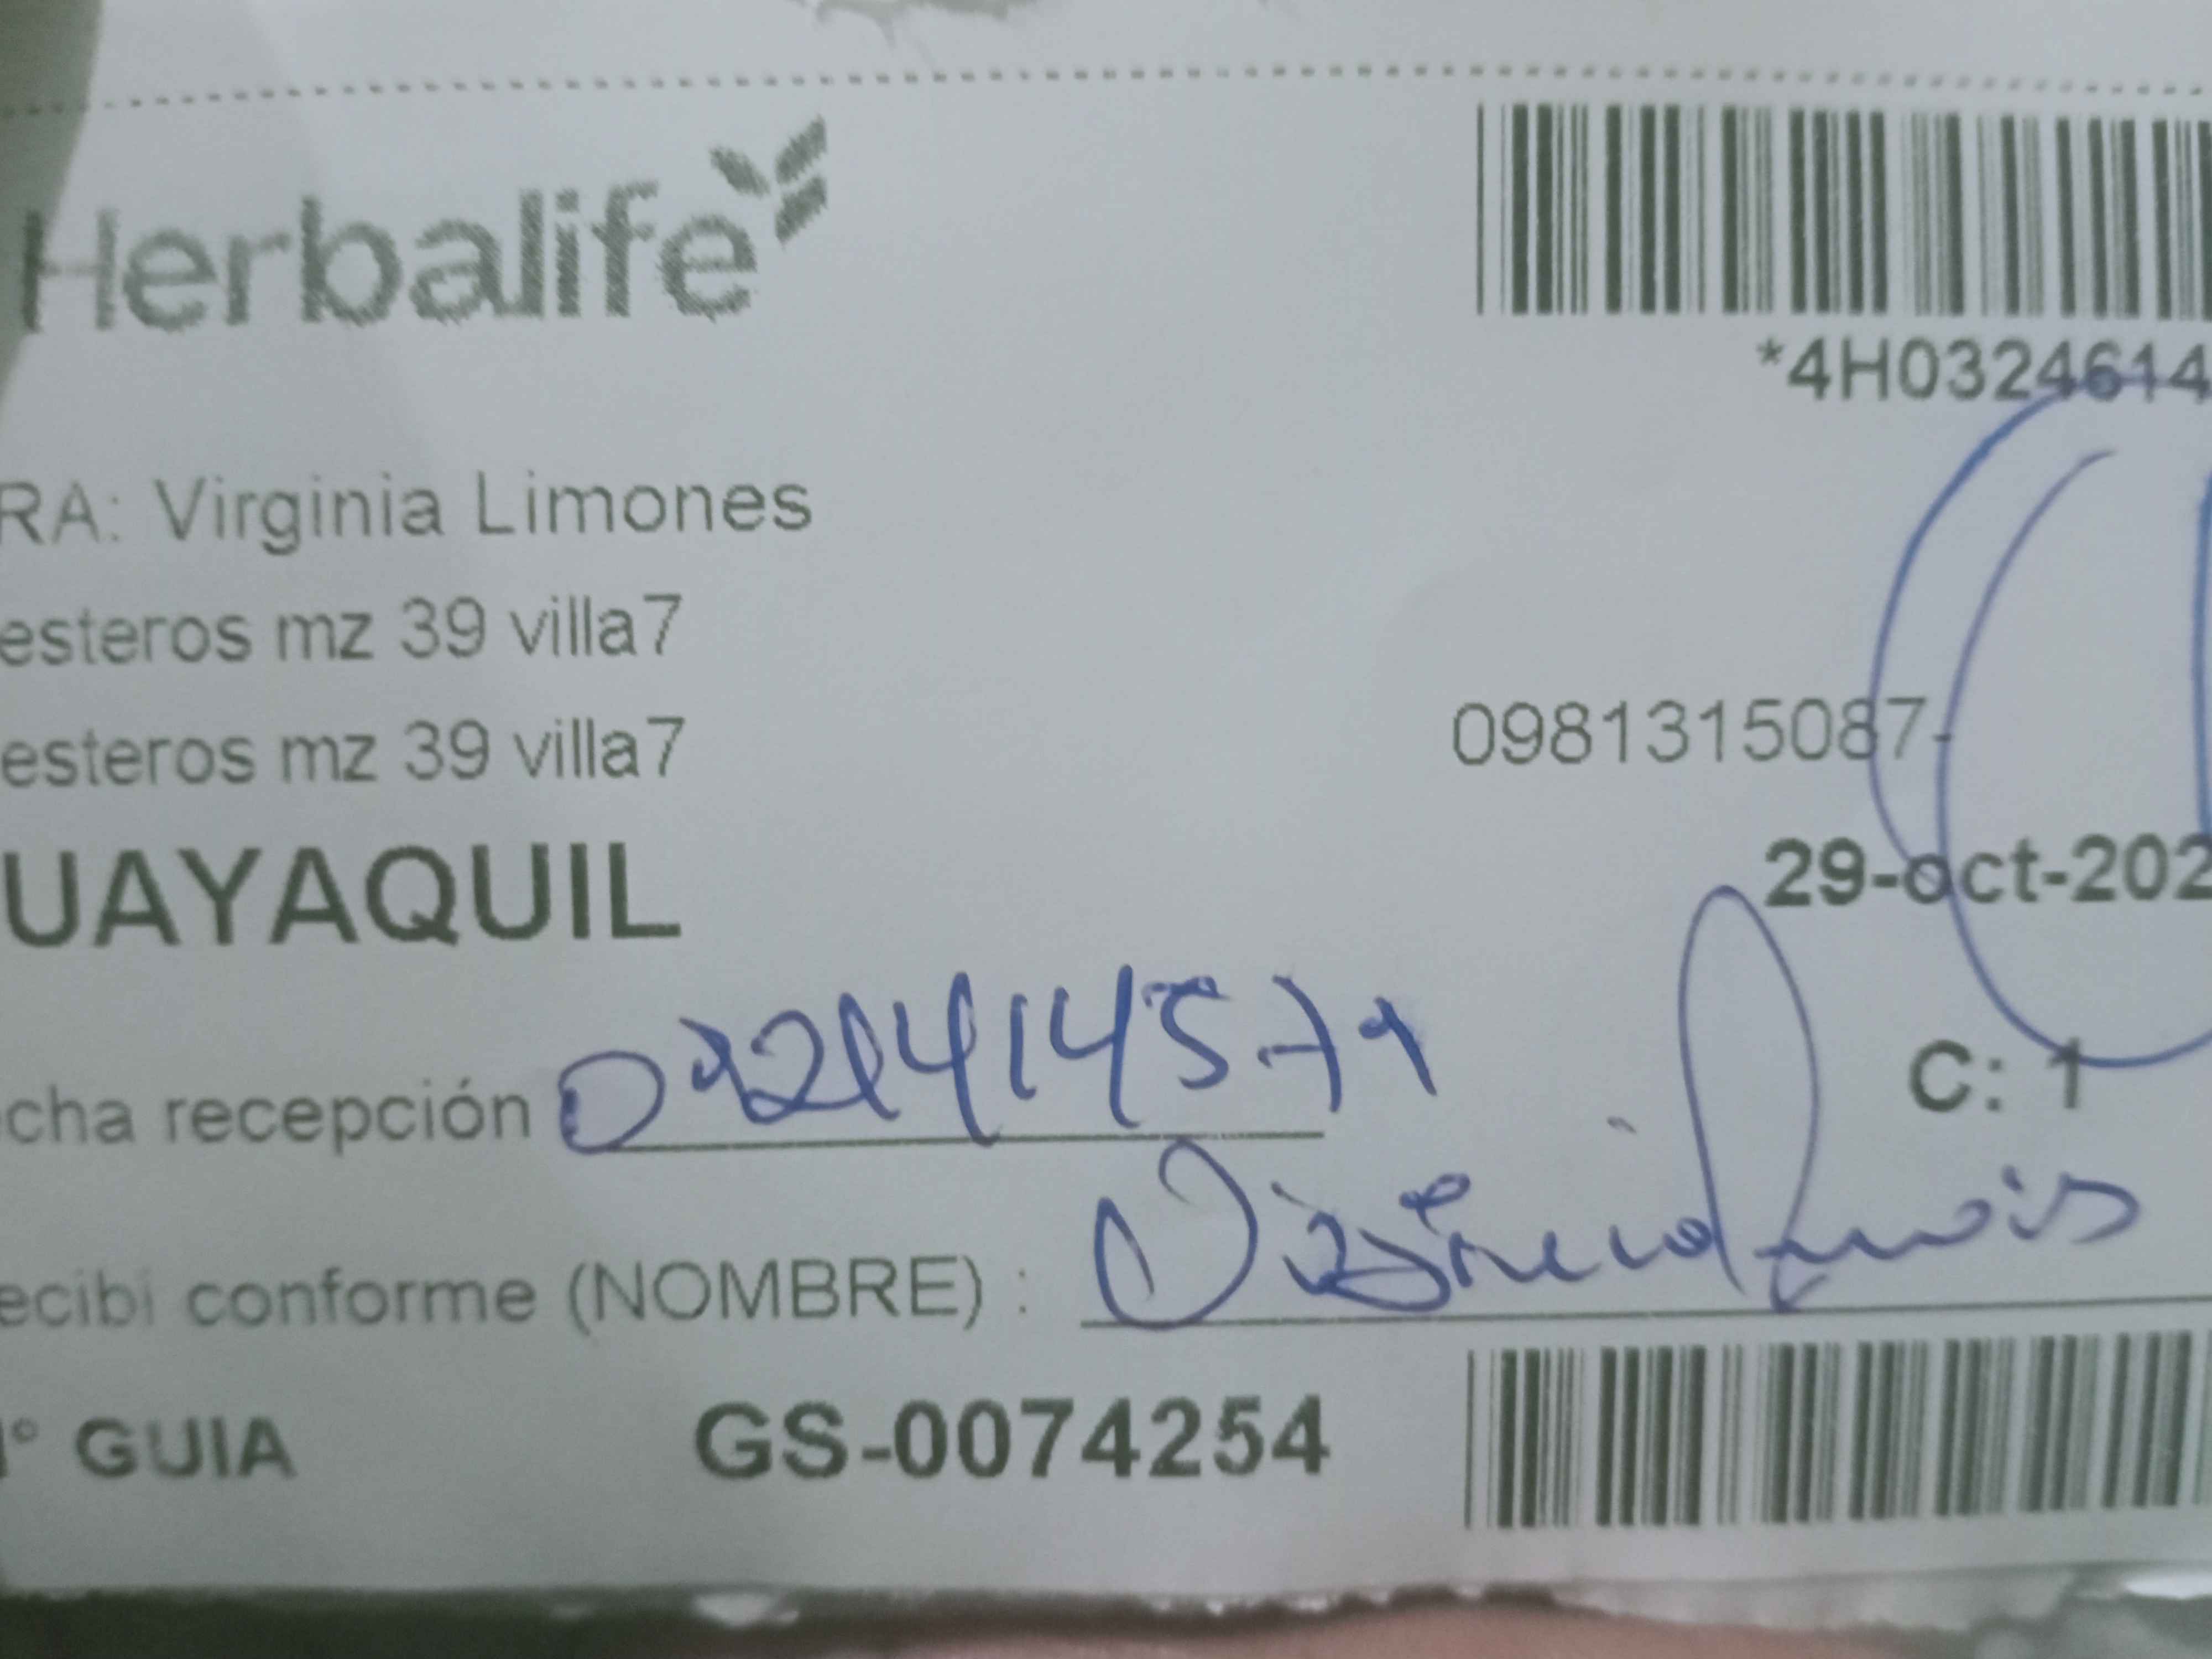 Herbalife
*4H0324614
RA: Virginia Limones
esteros mz 39 villa7
esteros mz 39 villa7 0981315087-
UAYAQUIL 29-oct-202
C: 1
cha recepción
ecibi conforme (NOMBRE) :
° GUIA GS-0074254